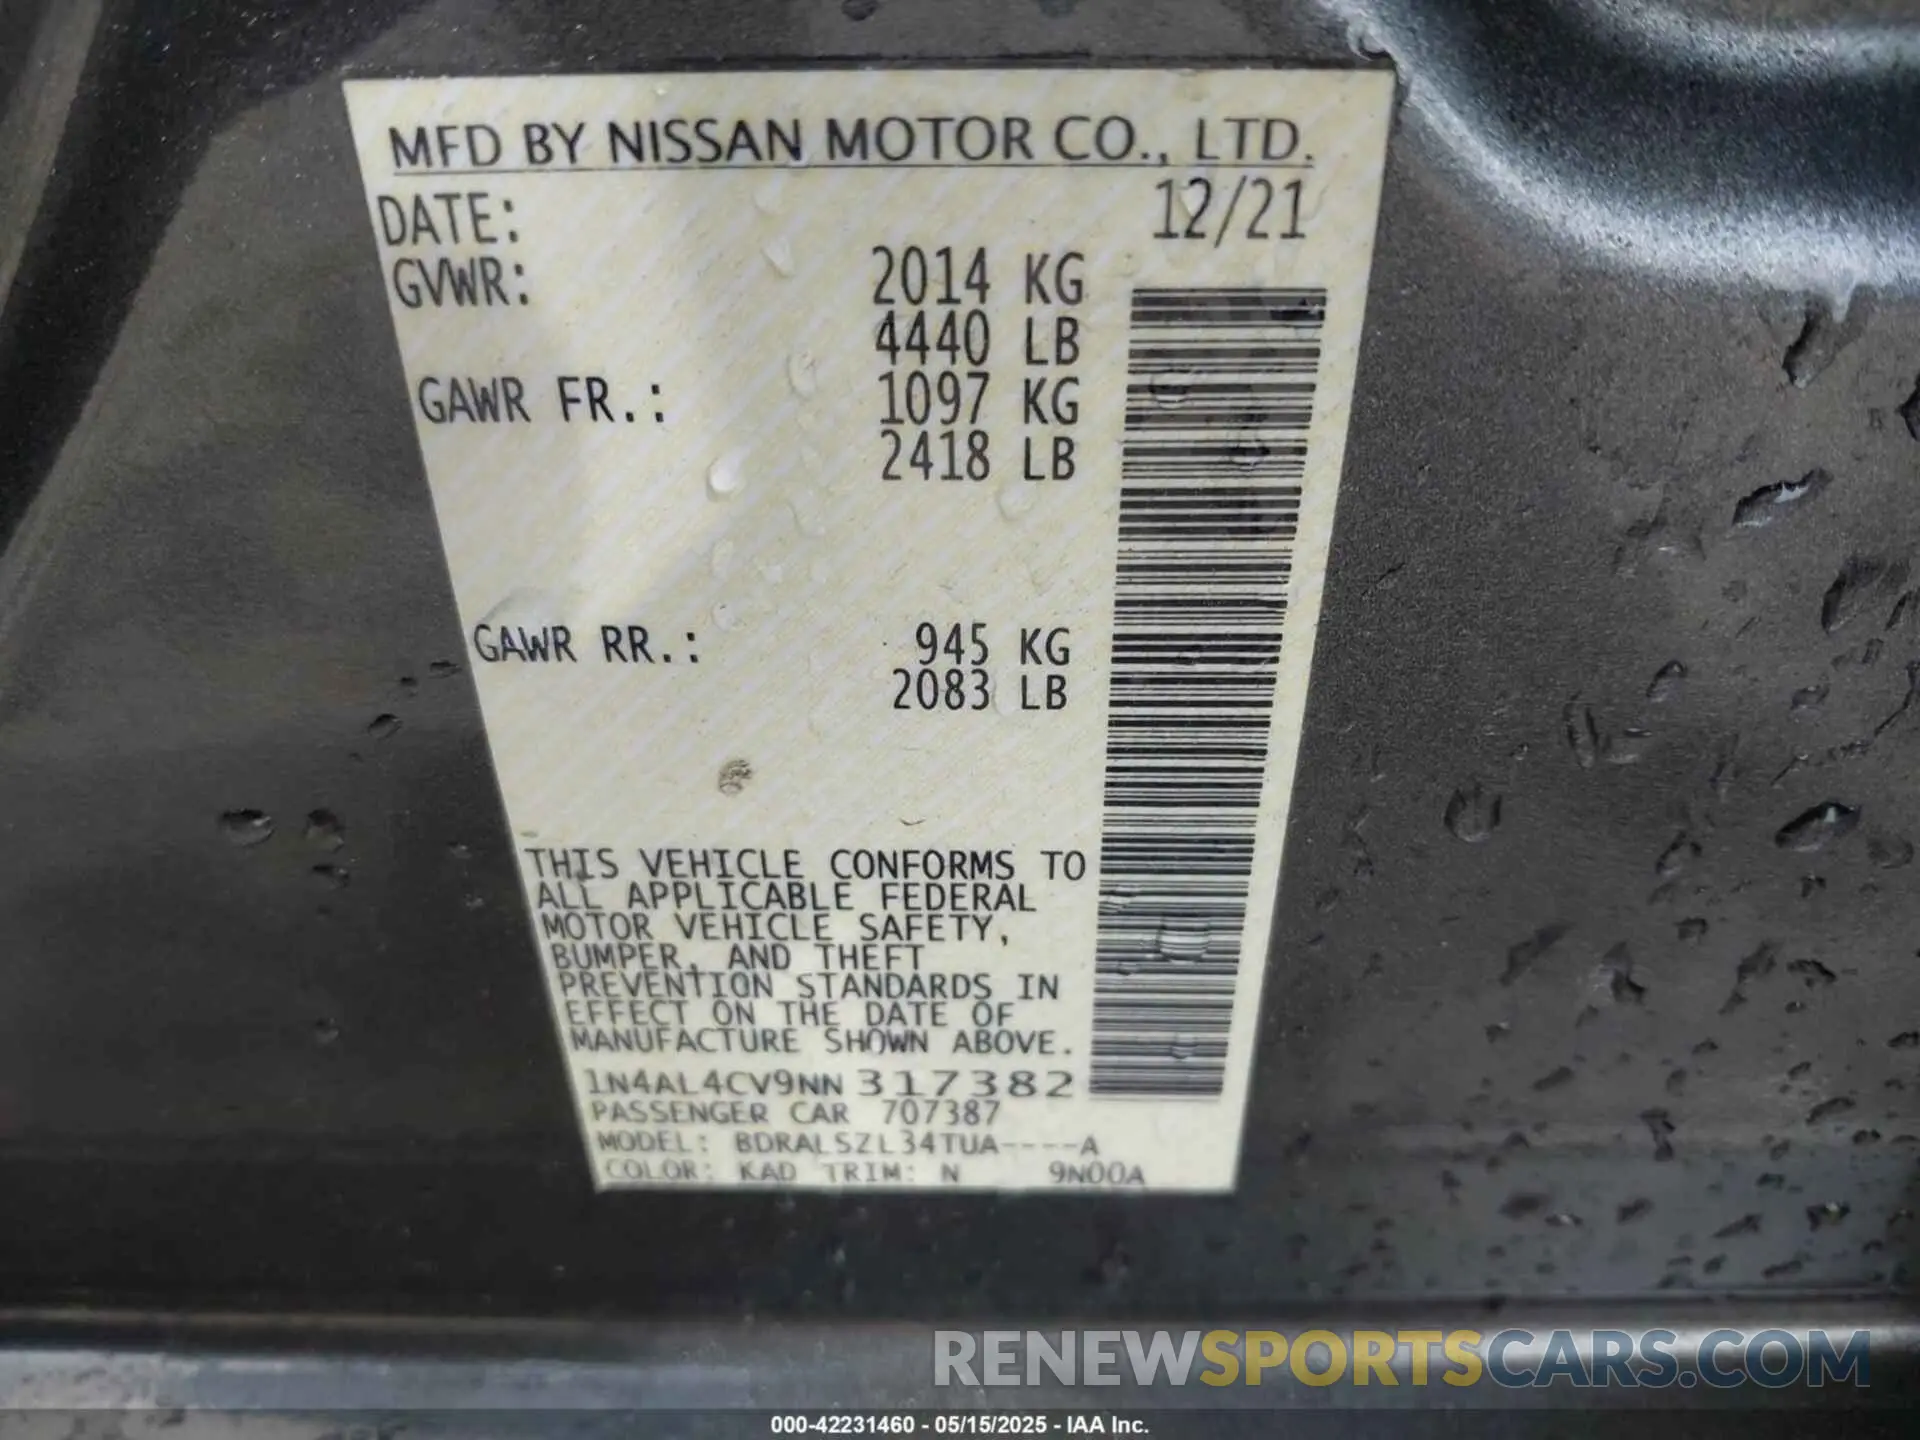 MFD BY NISSAN MOTOR CO., LTD.
DATE: 12/21
GVWR: 2014 KG
4440 LB
GAWR FR.: 1097 KG
2418 LB
GAWR RR.: 945 KG
2083 LB
THIS VEHICLE CONFORMS TO
ALL APPLICABLE FEDERAL
MOTOR VEHICLE SAFETY,
BUMPER, AND THEFT
PREVENTION STANDARDS IN
EFFECT ON THE DATE OF
MANUFACTURE SHOWN ABOVE.
1N4AL4CV9NN317382
PASSENGER CAR 707387
MODEL: BDRALSZL34TUA----A
COLOR: KAD TRIM: N 9N00A
RENEWSPORTSCARS.COM
000-42231460 - 05/15/2025 - IAA Inc.